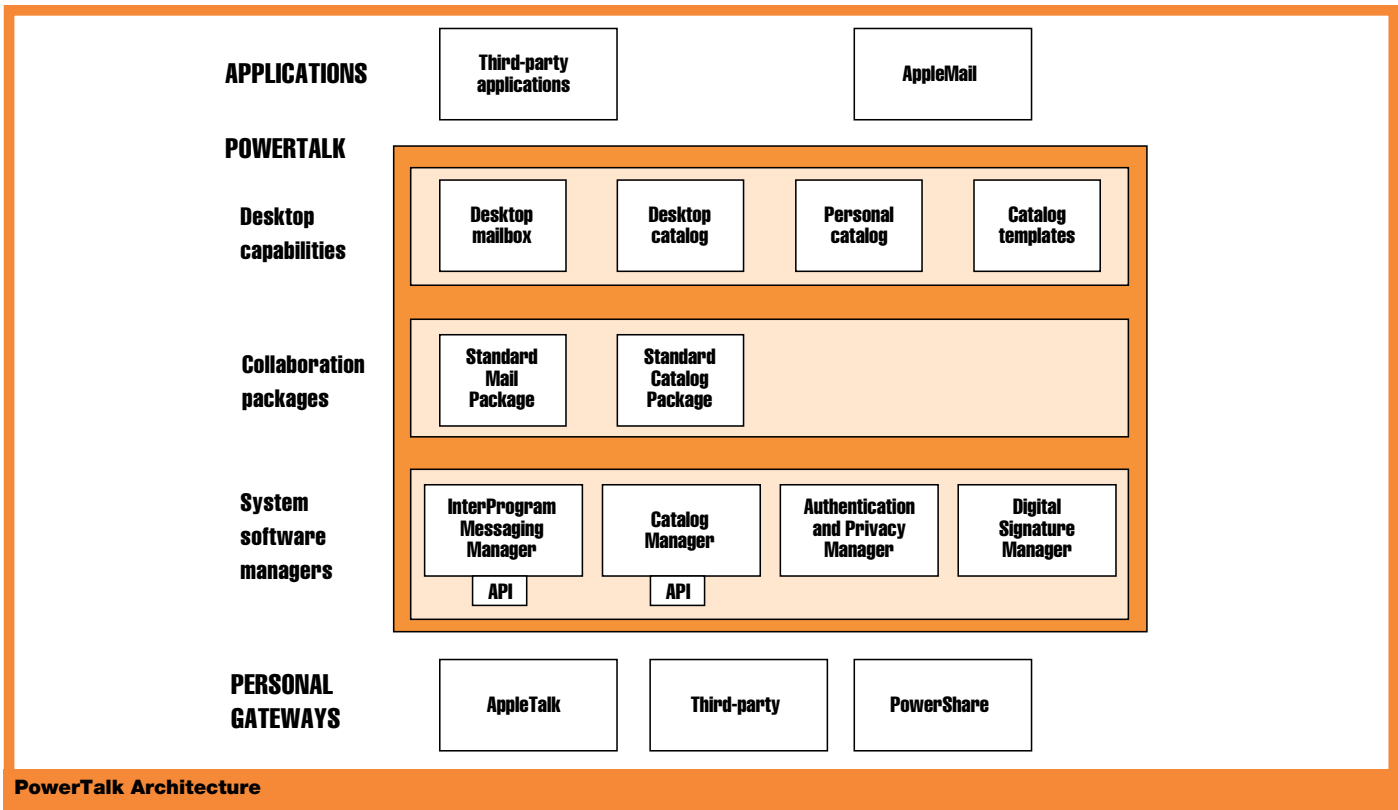 APPLICATIONS
Third-party
applications
AppleMail
POWERTALK
Desktop
capabilities
Desktop
mailbox
Desktop
catalog
Personal
catalog
Catalog
templates
Collaboration
packages
Standard
Mail
Package
Standard
Catalog
Package
System
software
managers
InterProgram
Messaging
Manager
API
Catalog
Manager
API
Authentication
and Privacy
Manager
Digital
Signature
Manager
PERSONAL
GATEWAYS
AppleTalk
Third-party
PowerShare
PowerTalk Architecture